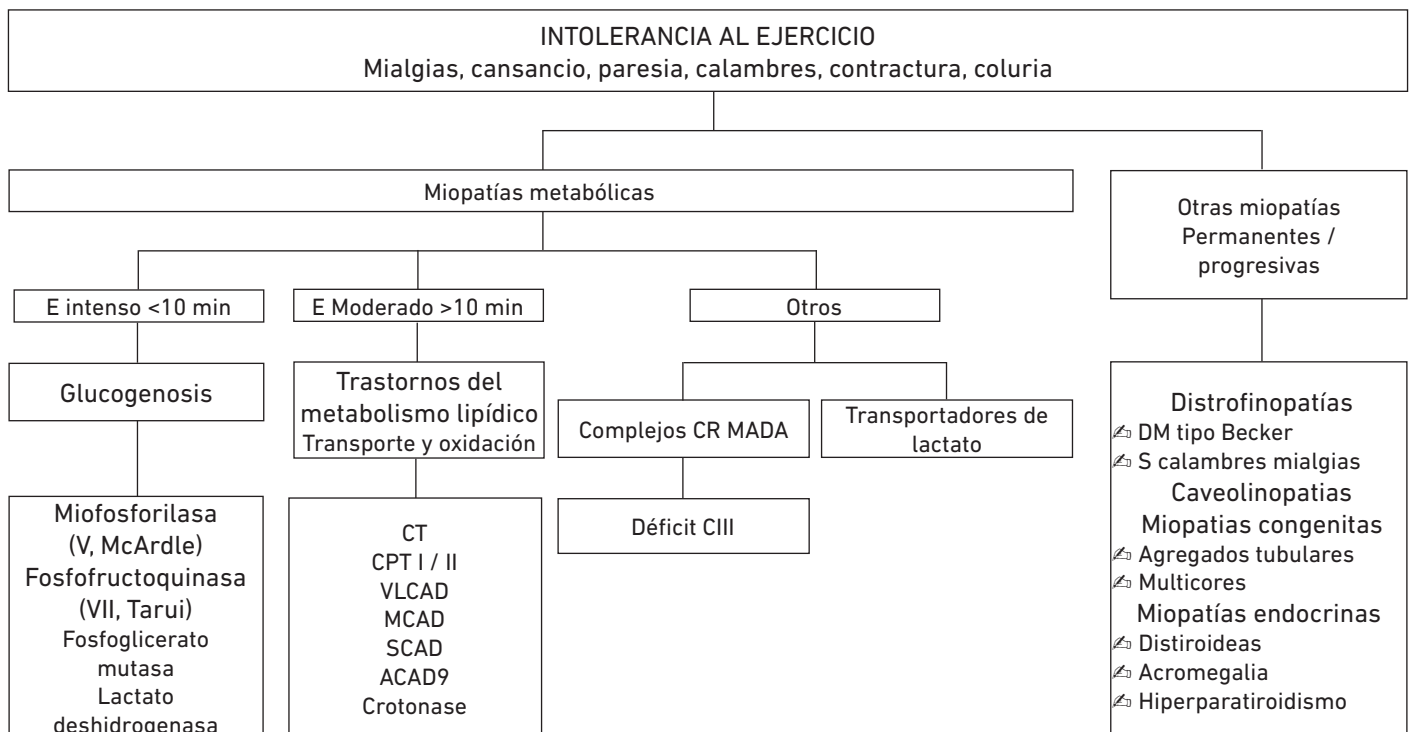 INTOLERANCIA AL EJERCICIO
Mialgias, cansancio, paresia, calambres, contractura, coluria
Miopatías metabólicas
Otras miopatías
Permanentes /
progresivas
E intenso <10 min
E Moderado >10 min
Otros
Glucogenosis
Trastornos del
metabolismo lipídico
Transporte y oxidación
Complejos CR MADA
Transportadores de
lactato
Déficit CIII
Miofosforilasa
(V, McArdle)
Fosfofructoquinasa
(VII, Tarui)
Fosfoglicerato
mutasa
Lactato
deshidrogenasa
CT
CPT I / II
VLCAD
MCAD
SCAD
ACAD9
Crotonase
Distrofinopatías
✍ DM tipo Becker
✍ S calambres mialgias
Caveolinopatias
Miopatias congenitas
✍ Agregados tubulares
✍ Multicores
Miopatías endocrinas
✍ Distiroideas
✍ Acromegalia
✍ Hiperparatiroidismo